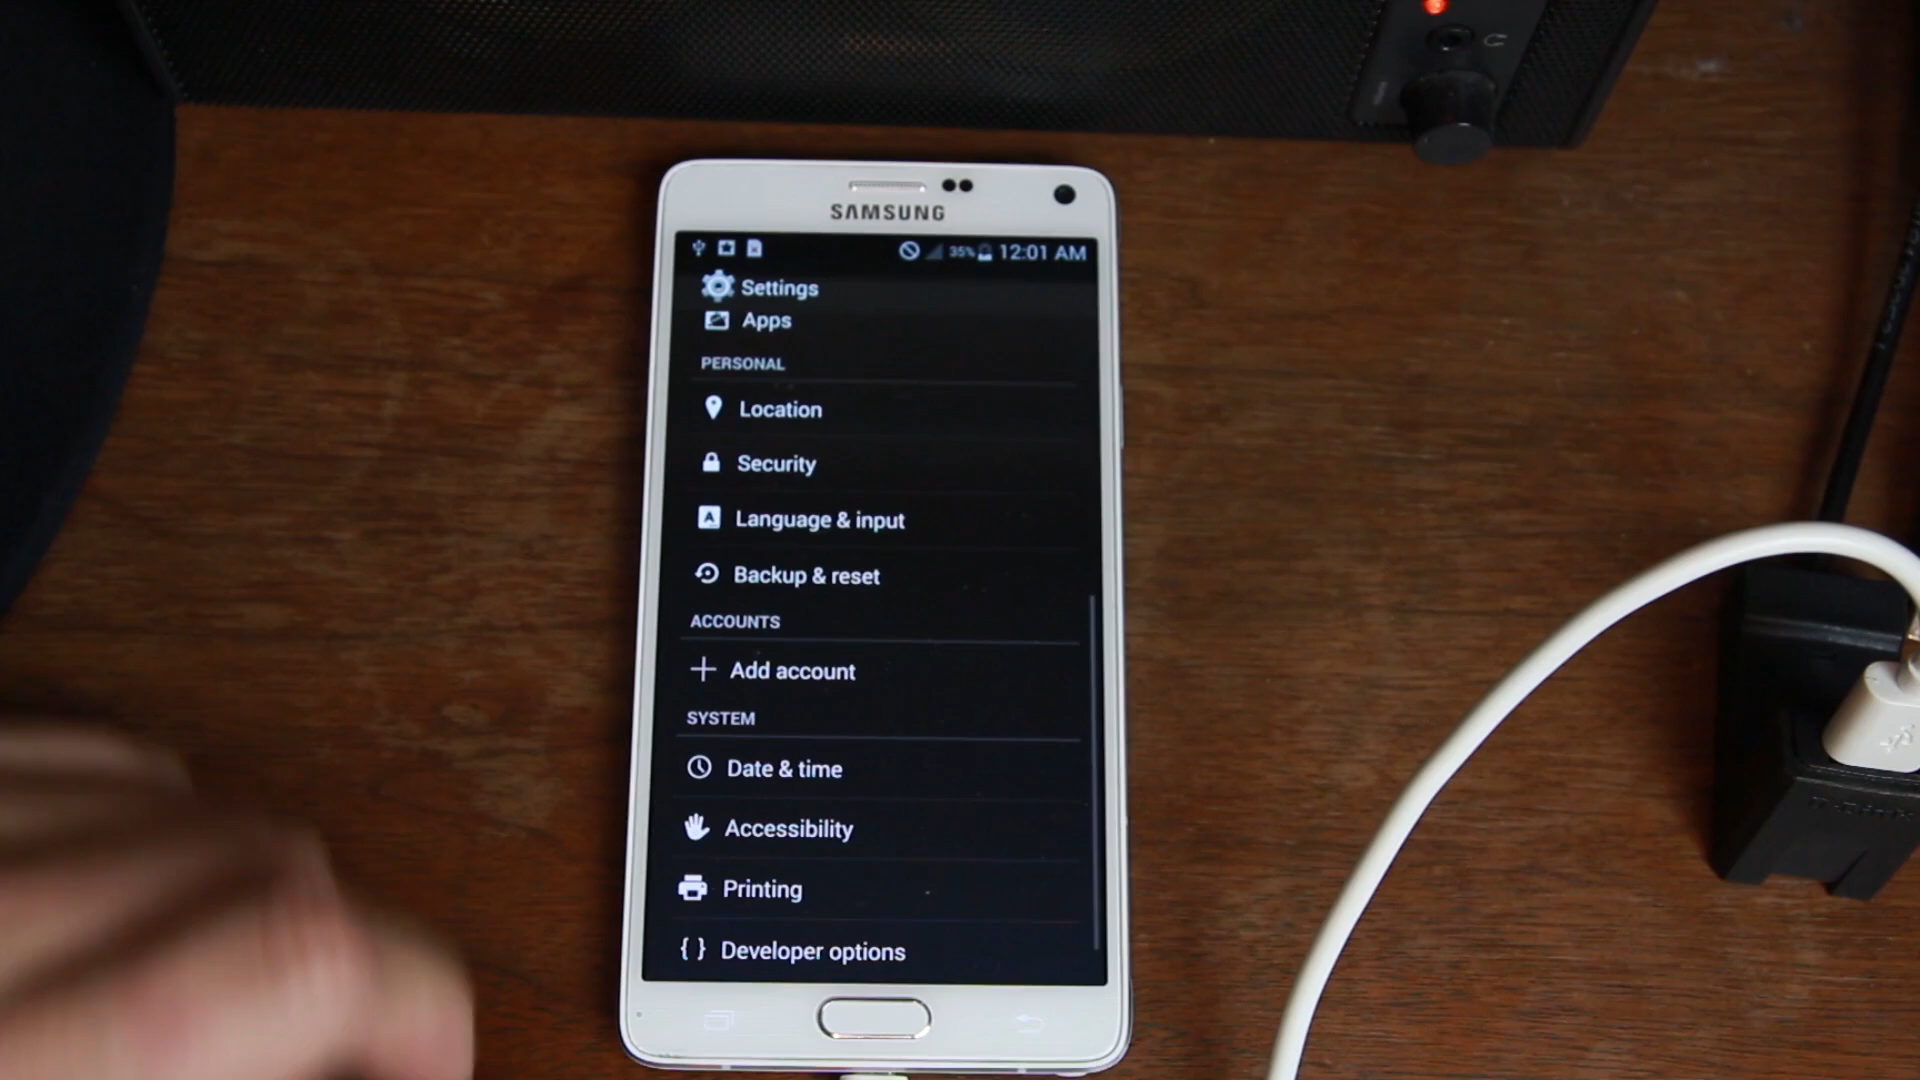 SAMSUNG
35% 12:01 AM
Settings
Apps
PERSONAL
Location
Security
A Language & input
Backup & reset
ACCOUNTS
Add account
SYSTEM
Date & time
Accessibility
Printing
{ } Developer options